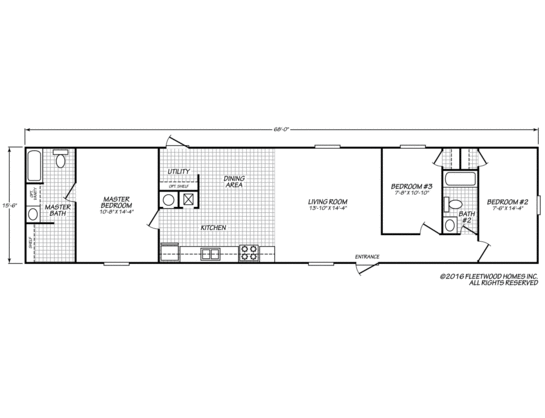 68'-0"
15'-6"
UTILITY
OPT. SHELF
DINING
AREA
MASTER
BEDROOM
10'-8" X 14'-4"
MASTER
BATH
SHELF
KITCHEN
LIVING ROOM
13'-10" X 14'-4"
BEDROOM #3
7'-8" X 10'-10"
BATH
#2
BEDROOM #2
7'-6" X 14'-4"
ENTRANCE
©2016 FLEETWOOD HOMES INC.
ALL RIGHTS RESERVED